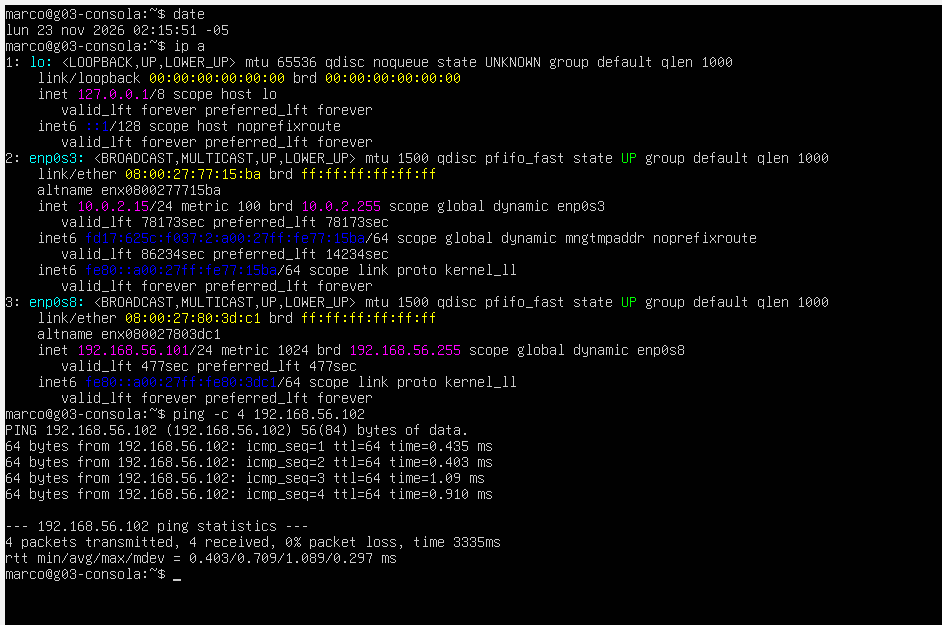 marco@g03-consola:~$ date
lun 23 nov 2026 02:15:51 -05
marco@g03-consola:~$ ip a
1: lo: <LOOPBACK,UP,LOWER_UP> mtu 65536 qdisc noqueue state UNKNOWN group default qlen 1000
    link/loopback 00:00:00:00:00:00 brd 00:00:00:00:00:00
    inet 127.0.0.1/8 scope host lo
       valid_lft forever preferred_lft forever
    inet6 ::1/128 scope host noprefixroute
       valid_lft forever preferred_lft forever
2: enp0s3: <BROADCAST,MULTICAST,UP,LOWER_UP> mtu 1500 qdisc pfifo_fast state UP group default qlen 1000
    link/ether 08:00:27:77:15:ba brd ff:ff:ff:ff:ff:ff
    altname enx0800277715ba
    inet 10.0.2.15/24 metric 100 brd 10.0.2.255 scope global dynamic enp0s3
       valid_lft 78173sec preferred_lft 78173sec
    inet6 fd17:625c:f037:2:a00:27ff:fe77:15ba/64 scope global dynamic mngtmpaddr noprefixroute
       valid_lft 86234sec preferred_lft 14234sec
    inet6 fe80::a00:27ff:fe77:15ba/64 scope link proto kernel_ll
       valid_lft forever preferred_lft forever
3: enp0s8: <BROADCAST,MULTICAST,UP,LOWER_UP> mtu 1500 qdisc pfifo_fast state UP group default qlen 1000
    link/ether 08:00:27:80:3d:c1 brd ff:ff:ff:ff:ff:ff
    altname enx080027803dc1
    inet 192.168.56.101/24 metric 1024 brd 192.168.56.255 scope global dynamic enp0s8
       valid_lft 477sec preferred_lft 477sec
    inet6 fe80::a00:27ff:fe80:3dc1/64 scope link proto kernel_ll
       valid_lft forever preferred_lft forever
marco@g03-consola:~$ ping -c 4 192.168.56.102
PING 192.168.56.102 (192.168.56.102) 56(84) bytes of data.
64 bytes from 192.168.56.102: icmp_seq=1 ttl=64 time=0.435 ms
64 bytes from 192.168.56.102: icmp_seq=2 ttl=64 time=0.403 ms
64 bytes from 192.168.56.102: icmp_seq=3 ttl=64 time=1.09 ms
64 bytes from 192.168.56.102: icmp_seq=4 ttl=64 time=0.910 ms

--- 192.168.56.102 ping statistics ---
4 packets transmitted, 4 received, 0% packet loss, time 3335ms
rtt min/avg/max/mdev = 0.403/0.709/1.089/0.297 ms
marco@g03-consola:~$ _